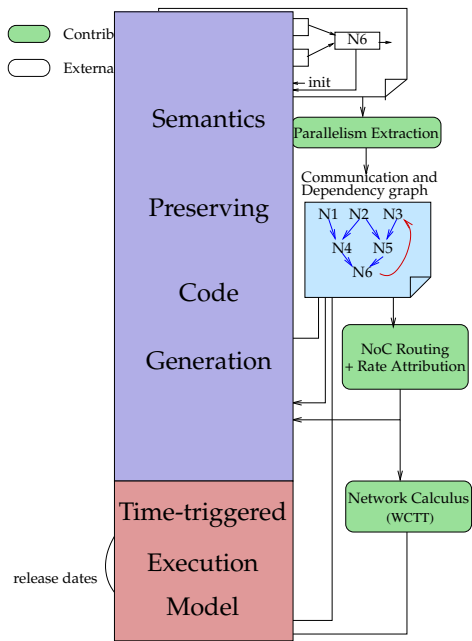 Contrib
Externa
N6
init
Semantics
Preserving
Code
Generation
Parallelism Extraction
Communication and
Dependency graph
N1 N2 N3
N4 N5
N6
NoC Routing
+ Rate Attribution
Network Calculus
(WCTT)
Time-triggered
Execution
Model
release dates